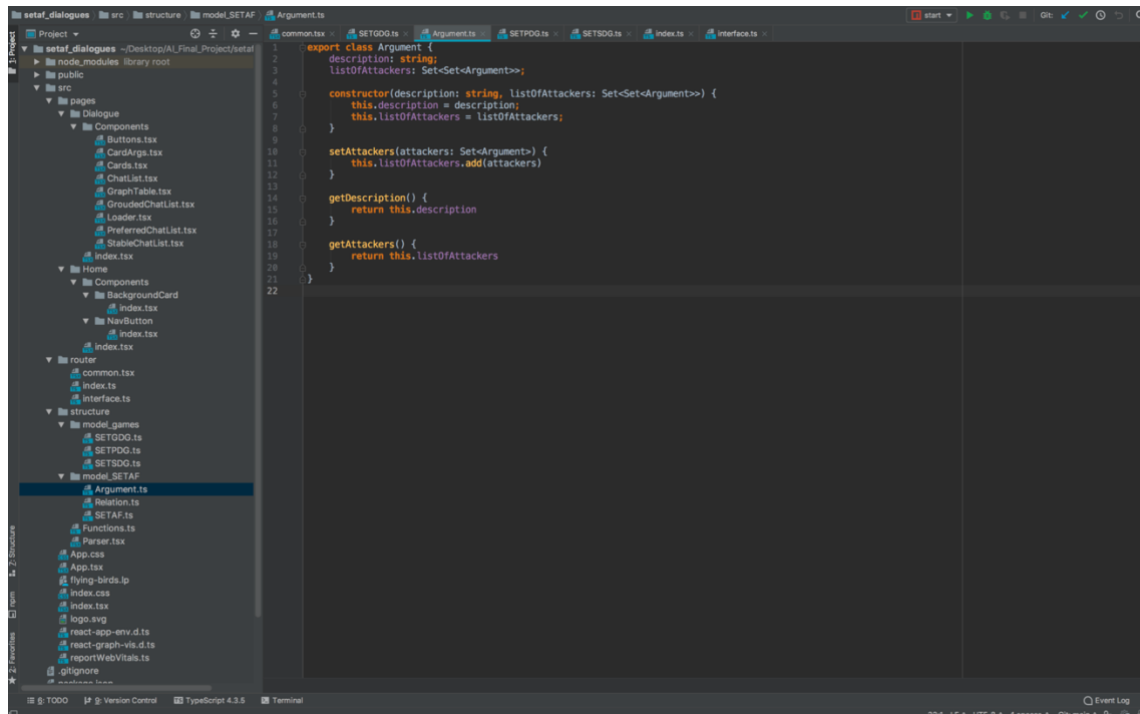 setaf_dialogues src structure model_SETAF Argument.ts start Git:
Project
common.tsx SETGDG.ts Argument.ts SETPDG.ts SETSDG.ts index.ts interface.ts
1: Project
setaf_dialogues ~/Desktop/AI_Final_Project/setaf
node_modules library root
public
src
pages
Dialogue
Components
Buttons.tsx
CardArgs.tsx
Cards.tsx
ChatList.tsx
GraphTable.tsx
GroudedChatList.tsx
Loader.tsx
PreferredChatList.tsx
StableChatList.tsx
index.tsx
Home
Components
BackgroundCard
index.tsx
NavButton
index.tsx
index.tsx
router
common.tsx
index.ts
interface.ts
structure
model_games
SETGDG.ts
SETPDG.ts
SETSDG.ts
model_SETAF
Argument.ts
Relation.ts
SETAF.ts
Functions.ts
Parser.tsx
App.css
App.tsx
flying-birds.lp
index.css
index.tsx
logo.svg
react-app-env.d.ts
react-graph-vis.d.ts
reportWebVitals.ts
.gitignore
package.json
1 export class Argument {
2 description: string;
3 listOfAttackers: Set<Set<Argument>>;
4
5 constructor(description: string, listOfAttackers: Set<Set<Argument>>) {
6 this.description = description;
7 this.listOfAttackers = listOfAttackers;
8 }
9
10 setAttackers(attackers: Set<Argument>) {
11 this.listOfAttackers.add(attackers)
12 }
13
14 getDescription() {
15 return this.description
16 }
17
18 getAttackers() {
19 return this.listOfAttackers
20 }
21 }
22
Z: Structure
npm
2: Favorites
6: TODO 9: Version Control TypeScript 4.3.5 Terminal Event Log